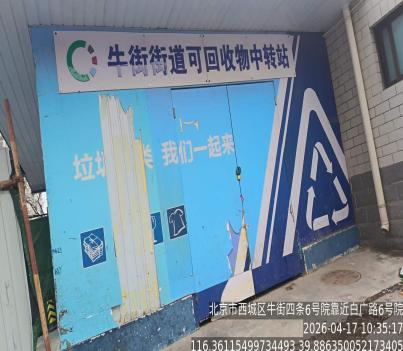 牛街街道可回收物中转站
垃圾 类 我们一起来
北京市西城区牛街四条6号院靠近白广路6号院
2026-04-17 10:35:17
116.36115499734493 39.886350052173405